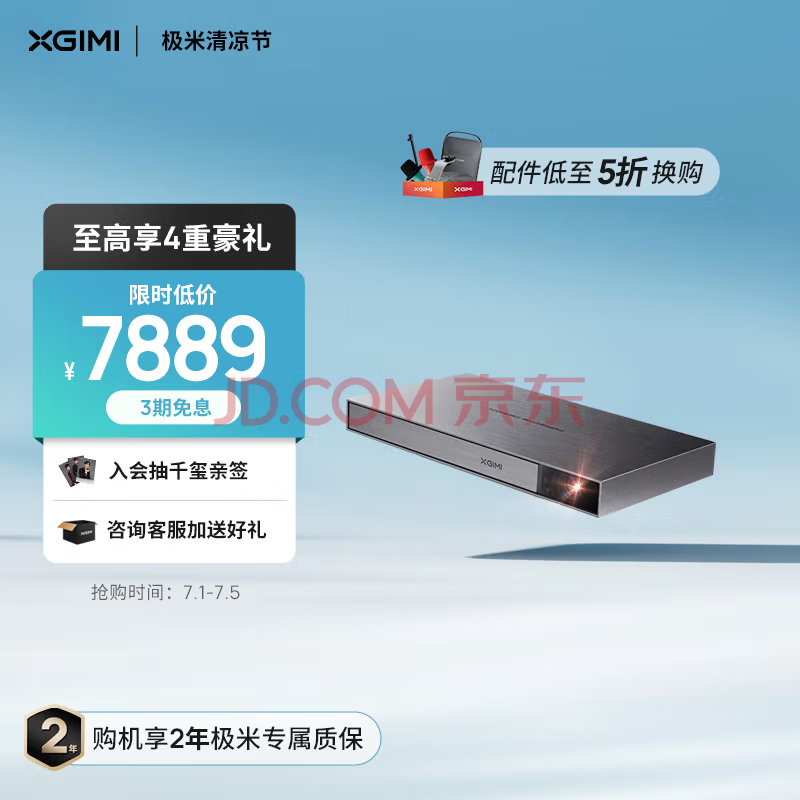 XGIMI | 极米清凉节
XGIMI XGIMI
配件低至5折换购
至高享4重豪礼
限时低价
¥7889
3期免息
JD.COM 京东
XGIMI
入会抽千玺亲签
XGIMI
咨询客服加送好礼
抢购时间：7.1-7.5
2年
购机享2年极米专属质保